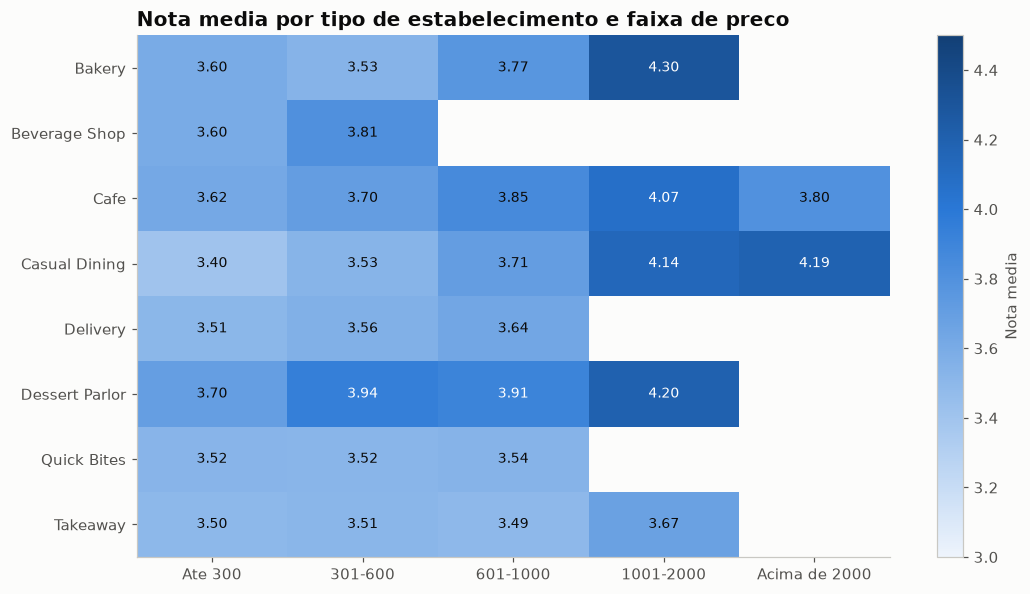 Nota media por tipo de estabelecimento e faixa de preco
Bakery 3.60 3.53 3.77 4.30
Beverage Shop 3.60 3.81
Cafe 3.62 3.70 3.85 4.07 3.80
Casual Dining 3.40 3.53 3.71 4.14 4.19
Delivery 3.51 3.56 3.64
Dessert Parlor 3.70 3.94 3.91 4.20
Quick Bites 3.52 3.52 3.54
Takeaway 3.50 3.51 3.49 3.67
Ate 300 301-600 601-1000 1001-2000 Acima de 2000
4.4
4.2
4.0
3.8
3.6
3.4
3.2
3.0
Nota media